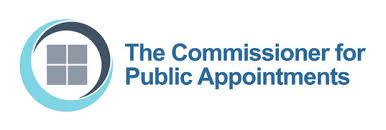 The Commissioner for
Public Appointments